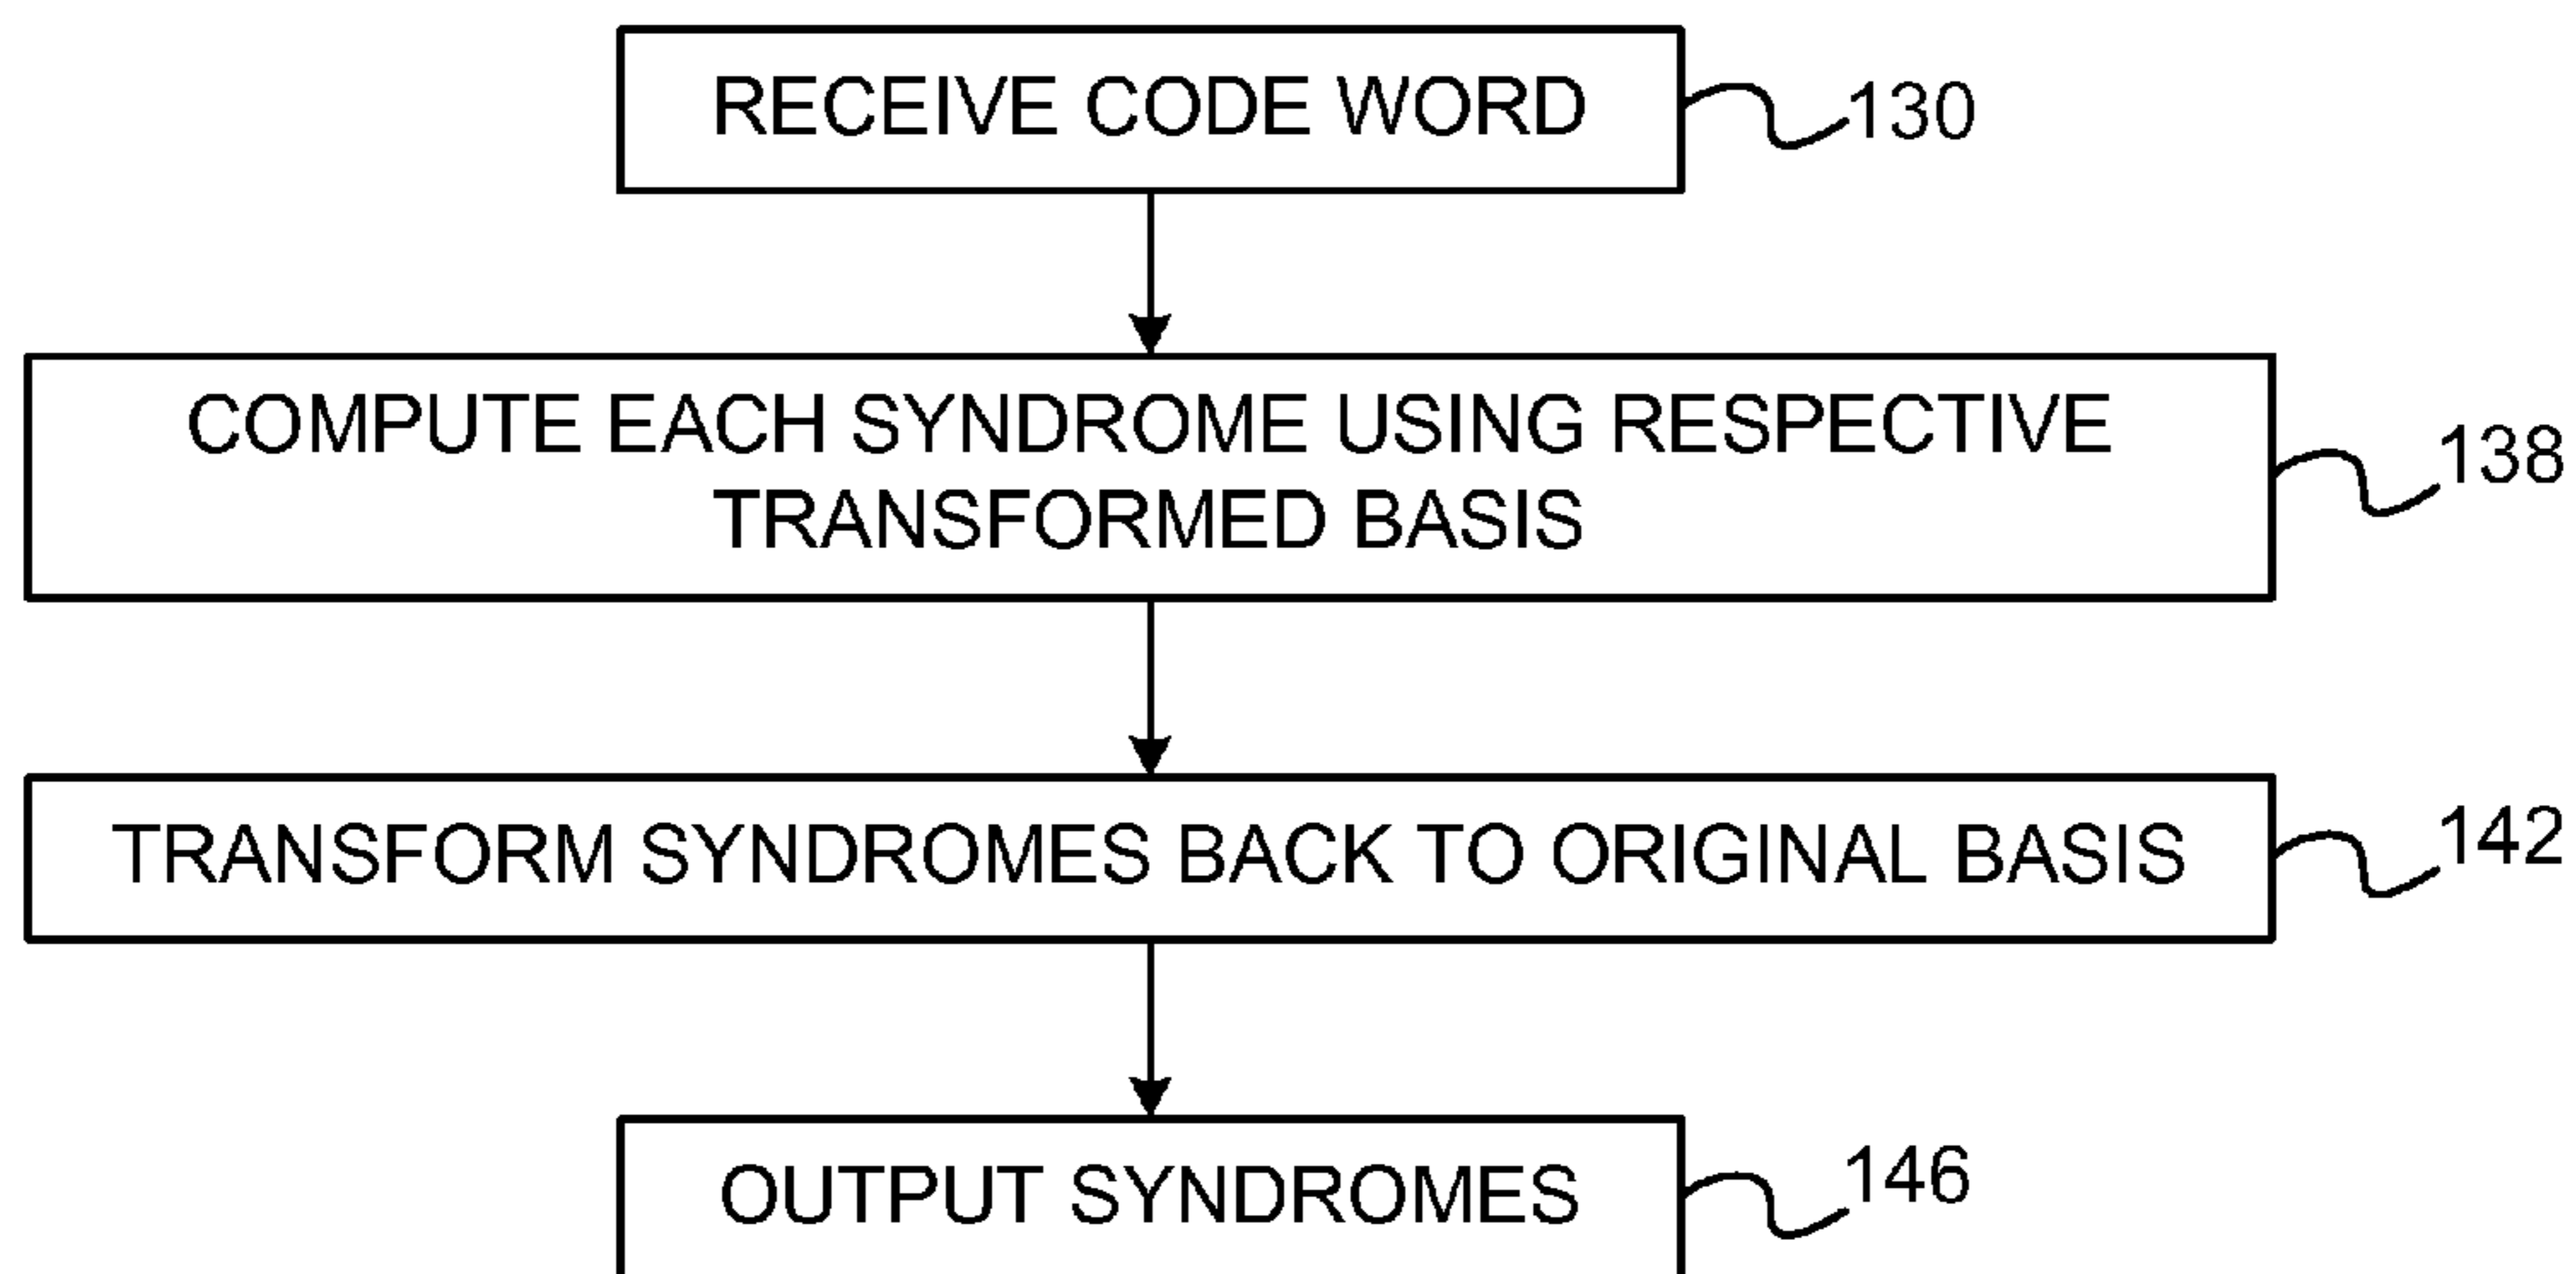 RECEIVE CODE WORD
130
COMPUTE EACH SYNDROME USING RESPECTIVE
TRANSFORMED BASIS
138
TRANSFORM SYNDROMES BACK TO ORIGINAL BASIS
142
OUTPUT SYNDROMES
146